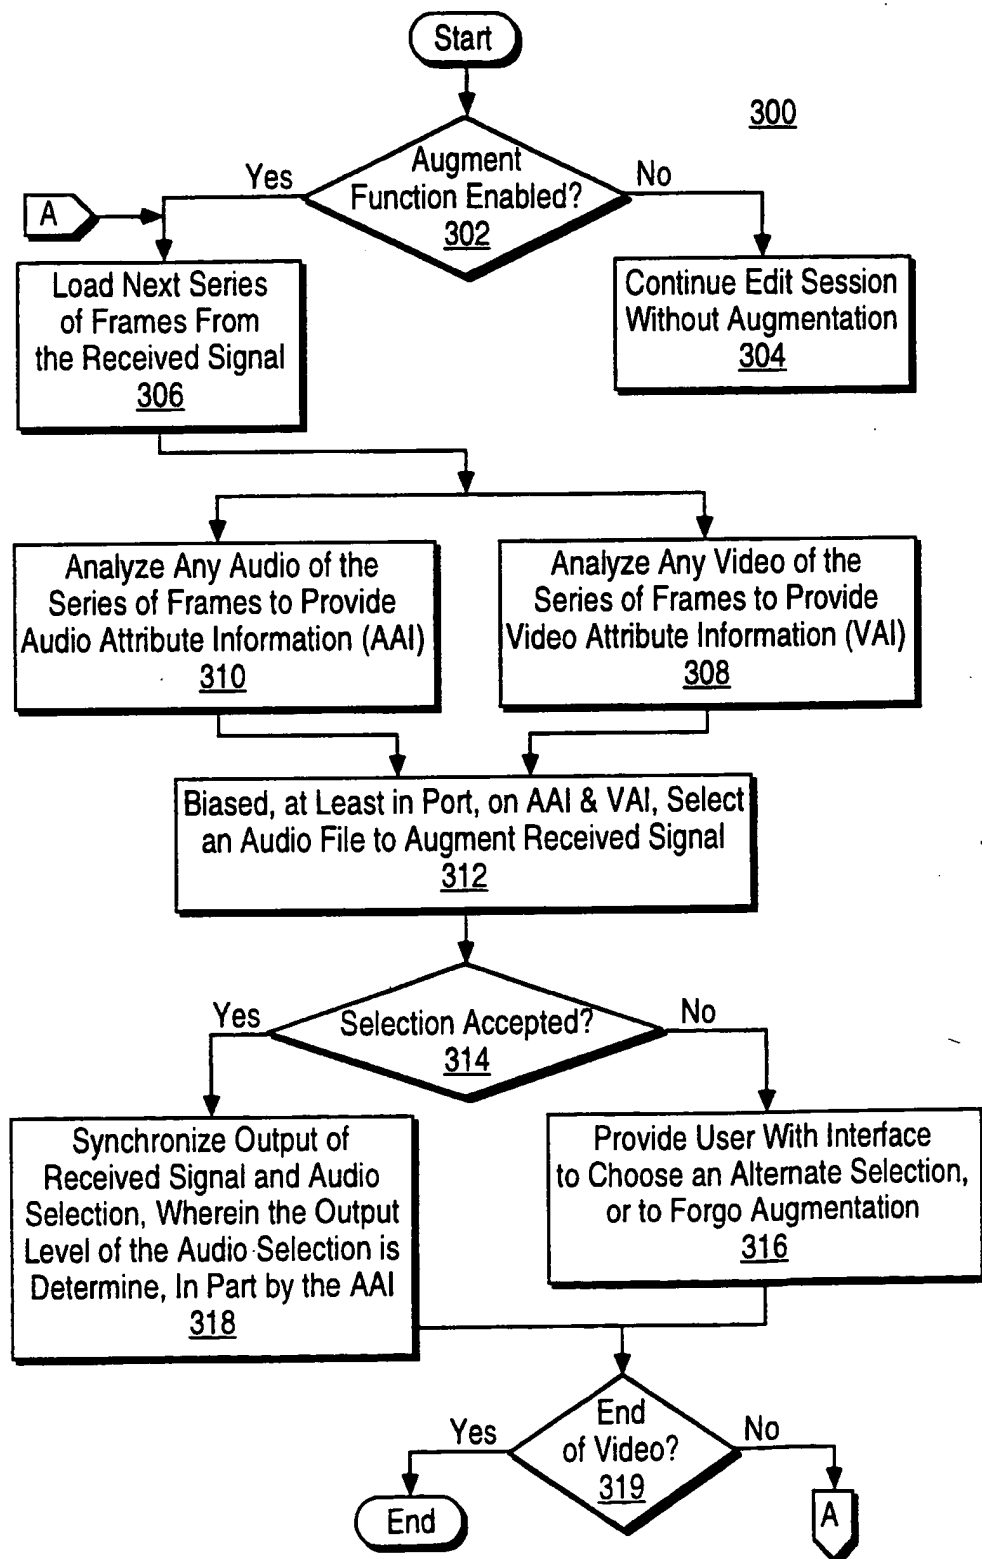 Start
300
Augment
Function Enabled?
302
Yes
No
A
Load Next Series
of Frames From
the Received Signal
306
Continue Edit Session
Without Augmentation
304
Analyze Any Audio of the
Series of Frames to Provide
Audio Attribute Information (AAI)
310
Analyze Any Video of the
Series of Frames to Provide
Video Attribute Information (VAI)
308
Biased, at Least in Port, on AAI & VAI, Select
an Audio File to Augment Received Signal
312
Selection Accepted?
314
Yes
No
Synchronize Output of
Received Signal and Audio
Selection, Wherein the Output
Level of the Audio Selection is
Determine, In Part by the AAI
318
Provide User With Interface
to Choose an Alternate Selection,
or to Forgo Augmentation
316
End
of Video?
319
Yes
No
End
A